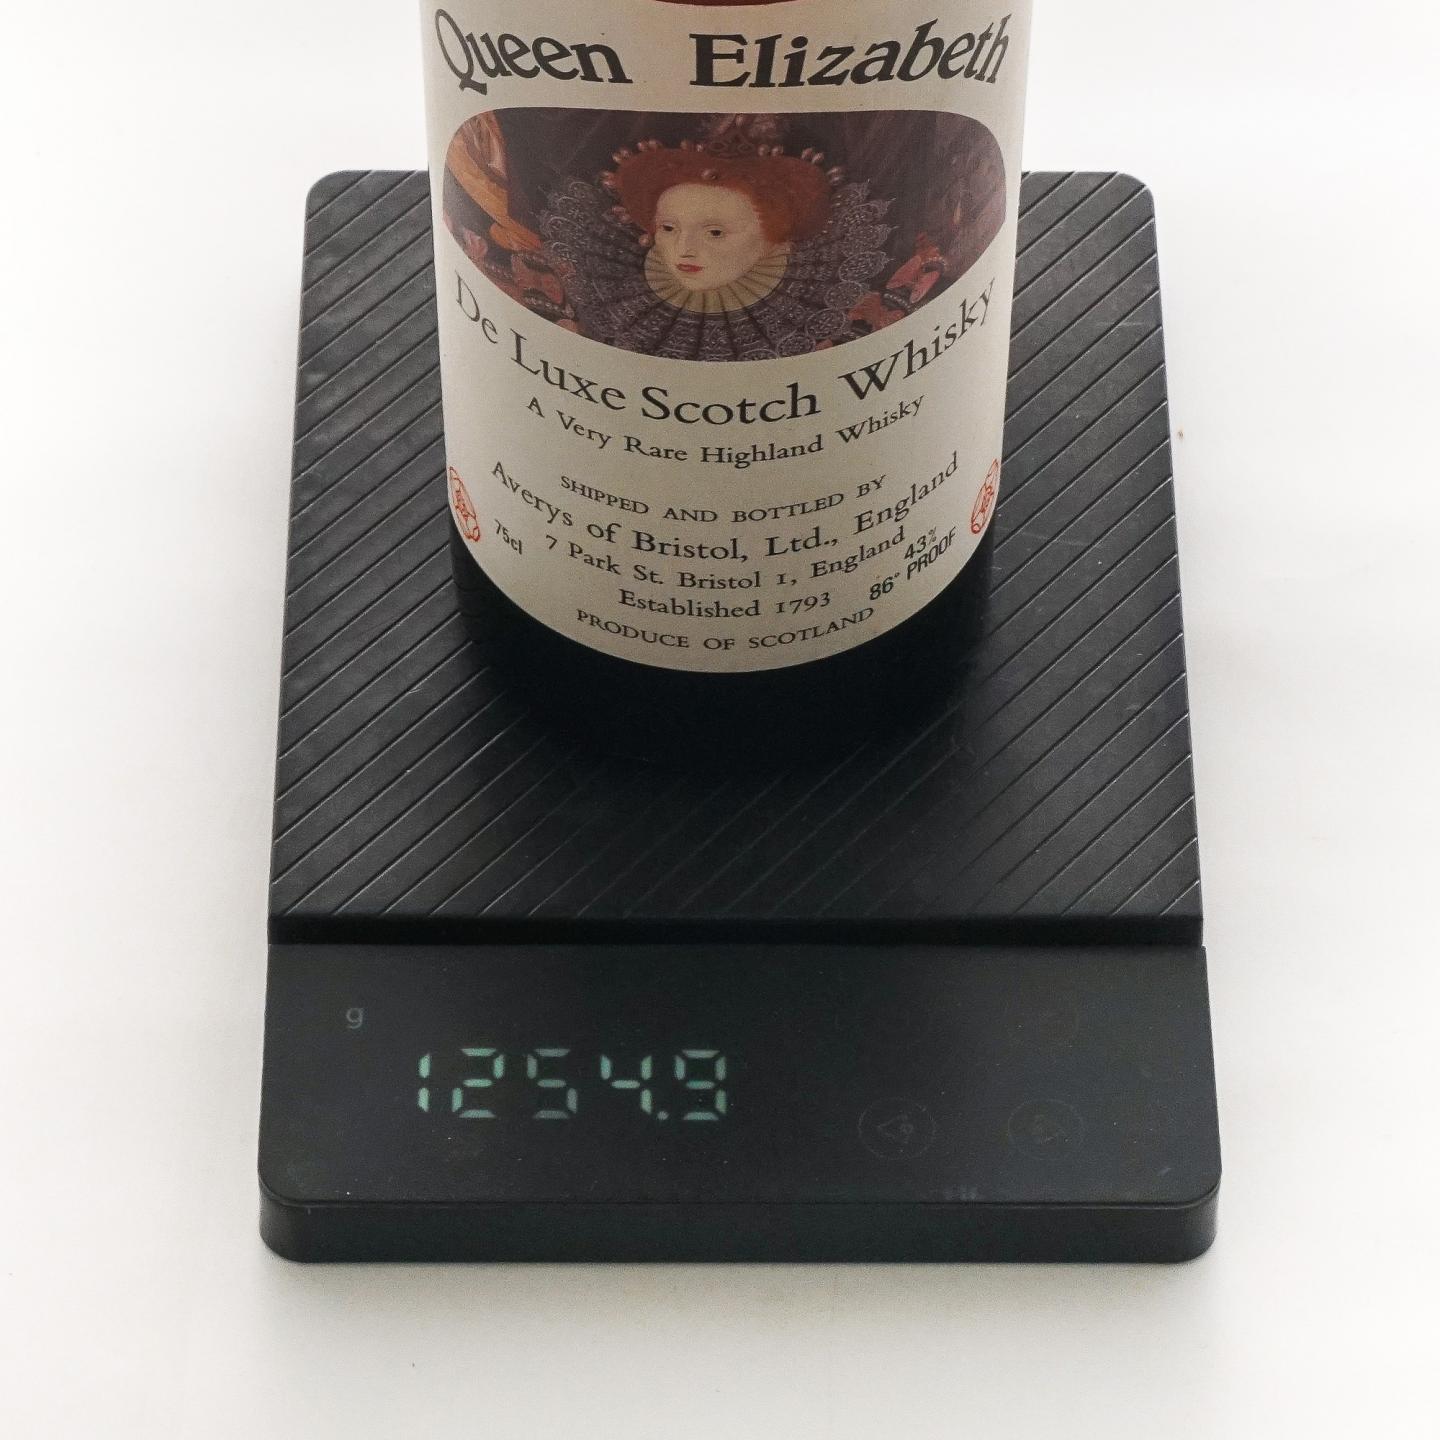 Queen Elizabeth
De Luxe Scotch Whisky
A Very Rare Highland Whisky
SHIPPED AND BOTTLED BY
Averys of Bristol, Ltd., England
7 Park St. Bristol 1, England
Established 1793
PRODUCE OF SCOTLAND
75cl
43%
86° PROOF
g
1254.9